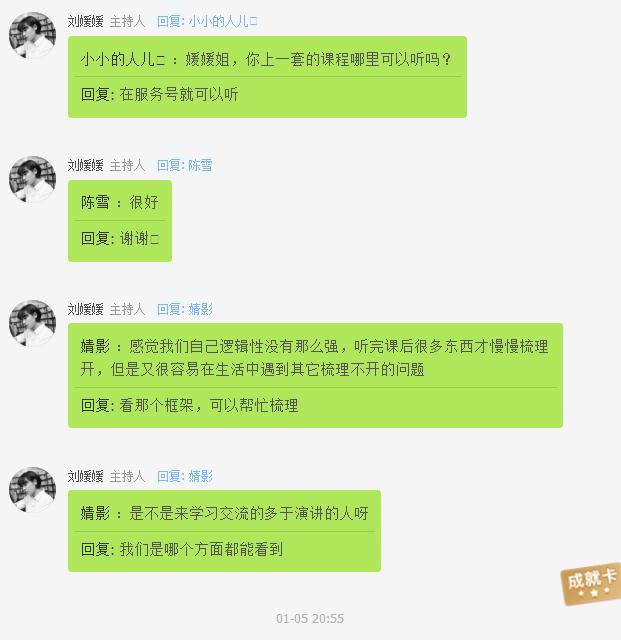 刘媛媛 主持人 回复: 小小的人儿□
小小的人儿□ ： 媛媛姐，你上一套的课程哪里可以听吗？
回复: 在服务号就可以听
刘媛媛 主持人 回复: 陈雪
陈雪 ： 很好
回复: 谢谢□
刘媛媛 主持人 回复: 婧影
婧影 ： 感觉我们自己逻辑性没有那么强，听完课后很多东西才慢慢梳理
开，但是又很容易在生活中遇到其它梳理不开的问题
回复: 看那个框架，可以帮忙梳理
刘媛媛 主持人 回复: 婧影
婧影 ： 是不是来学习交流的多于演讲的人呀
回复: 我们是哪个方面都能看到
成就卡
01-05 20:55